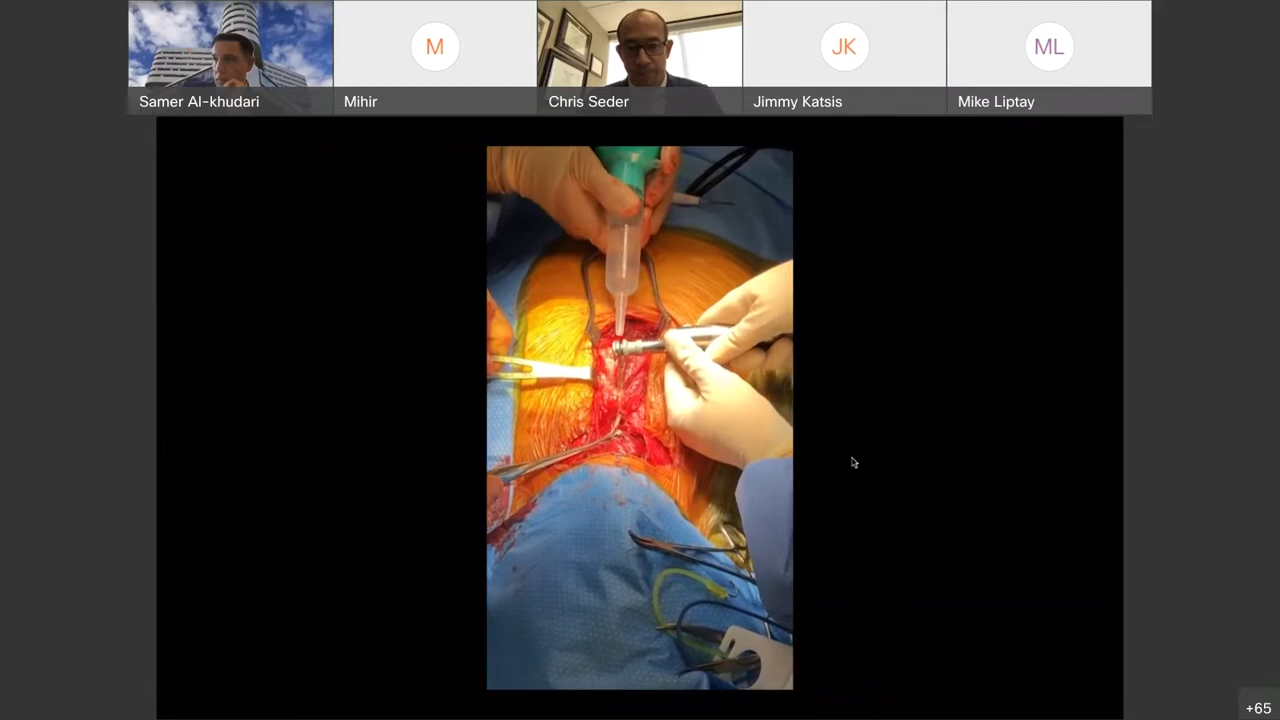 M
JK
ML
Samer Al-khudari
Mihir
Chris Seder
Jimmy Katsis
Mike Liptay
+65